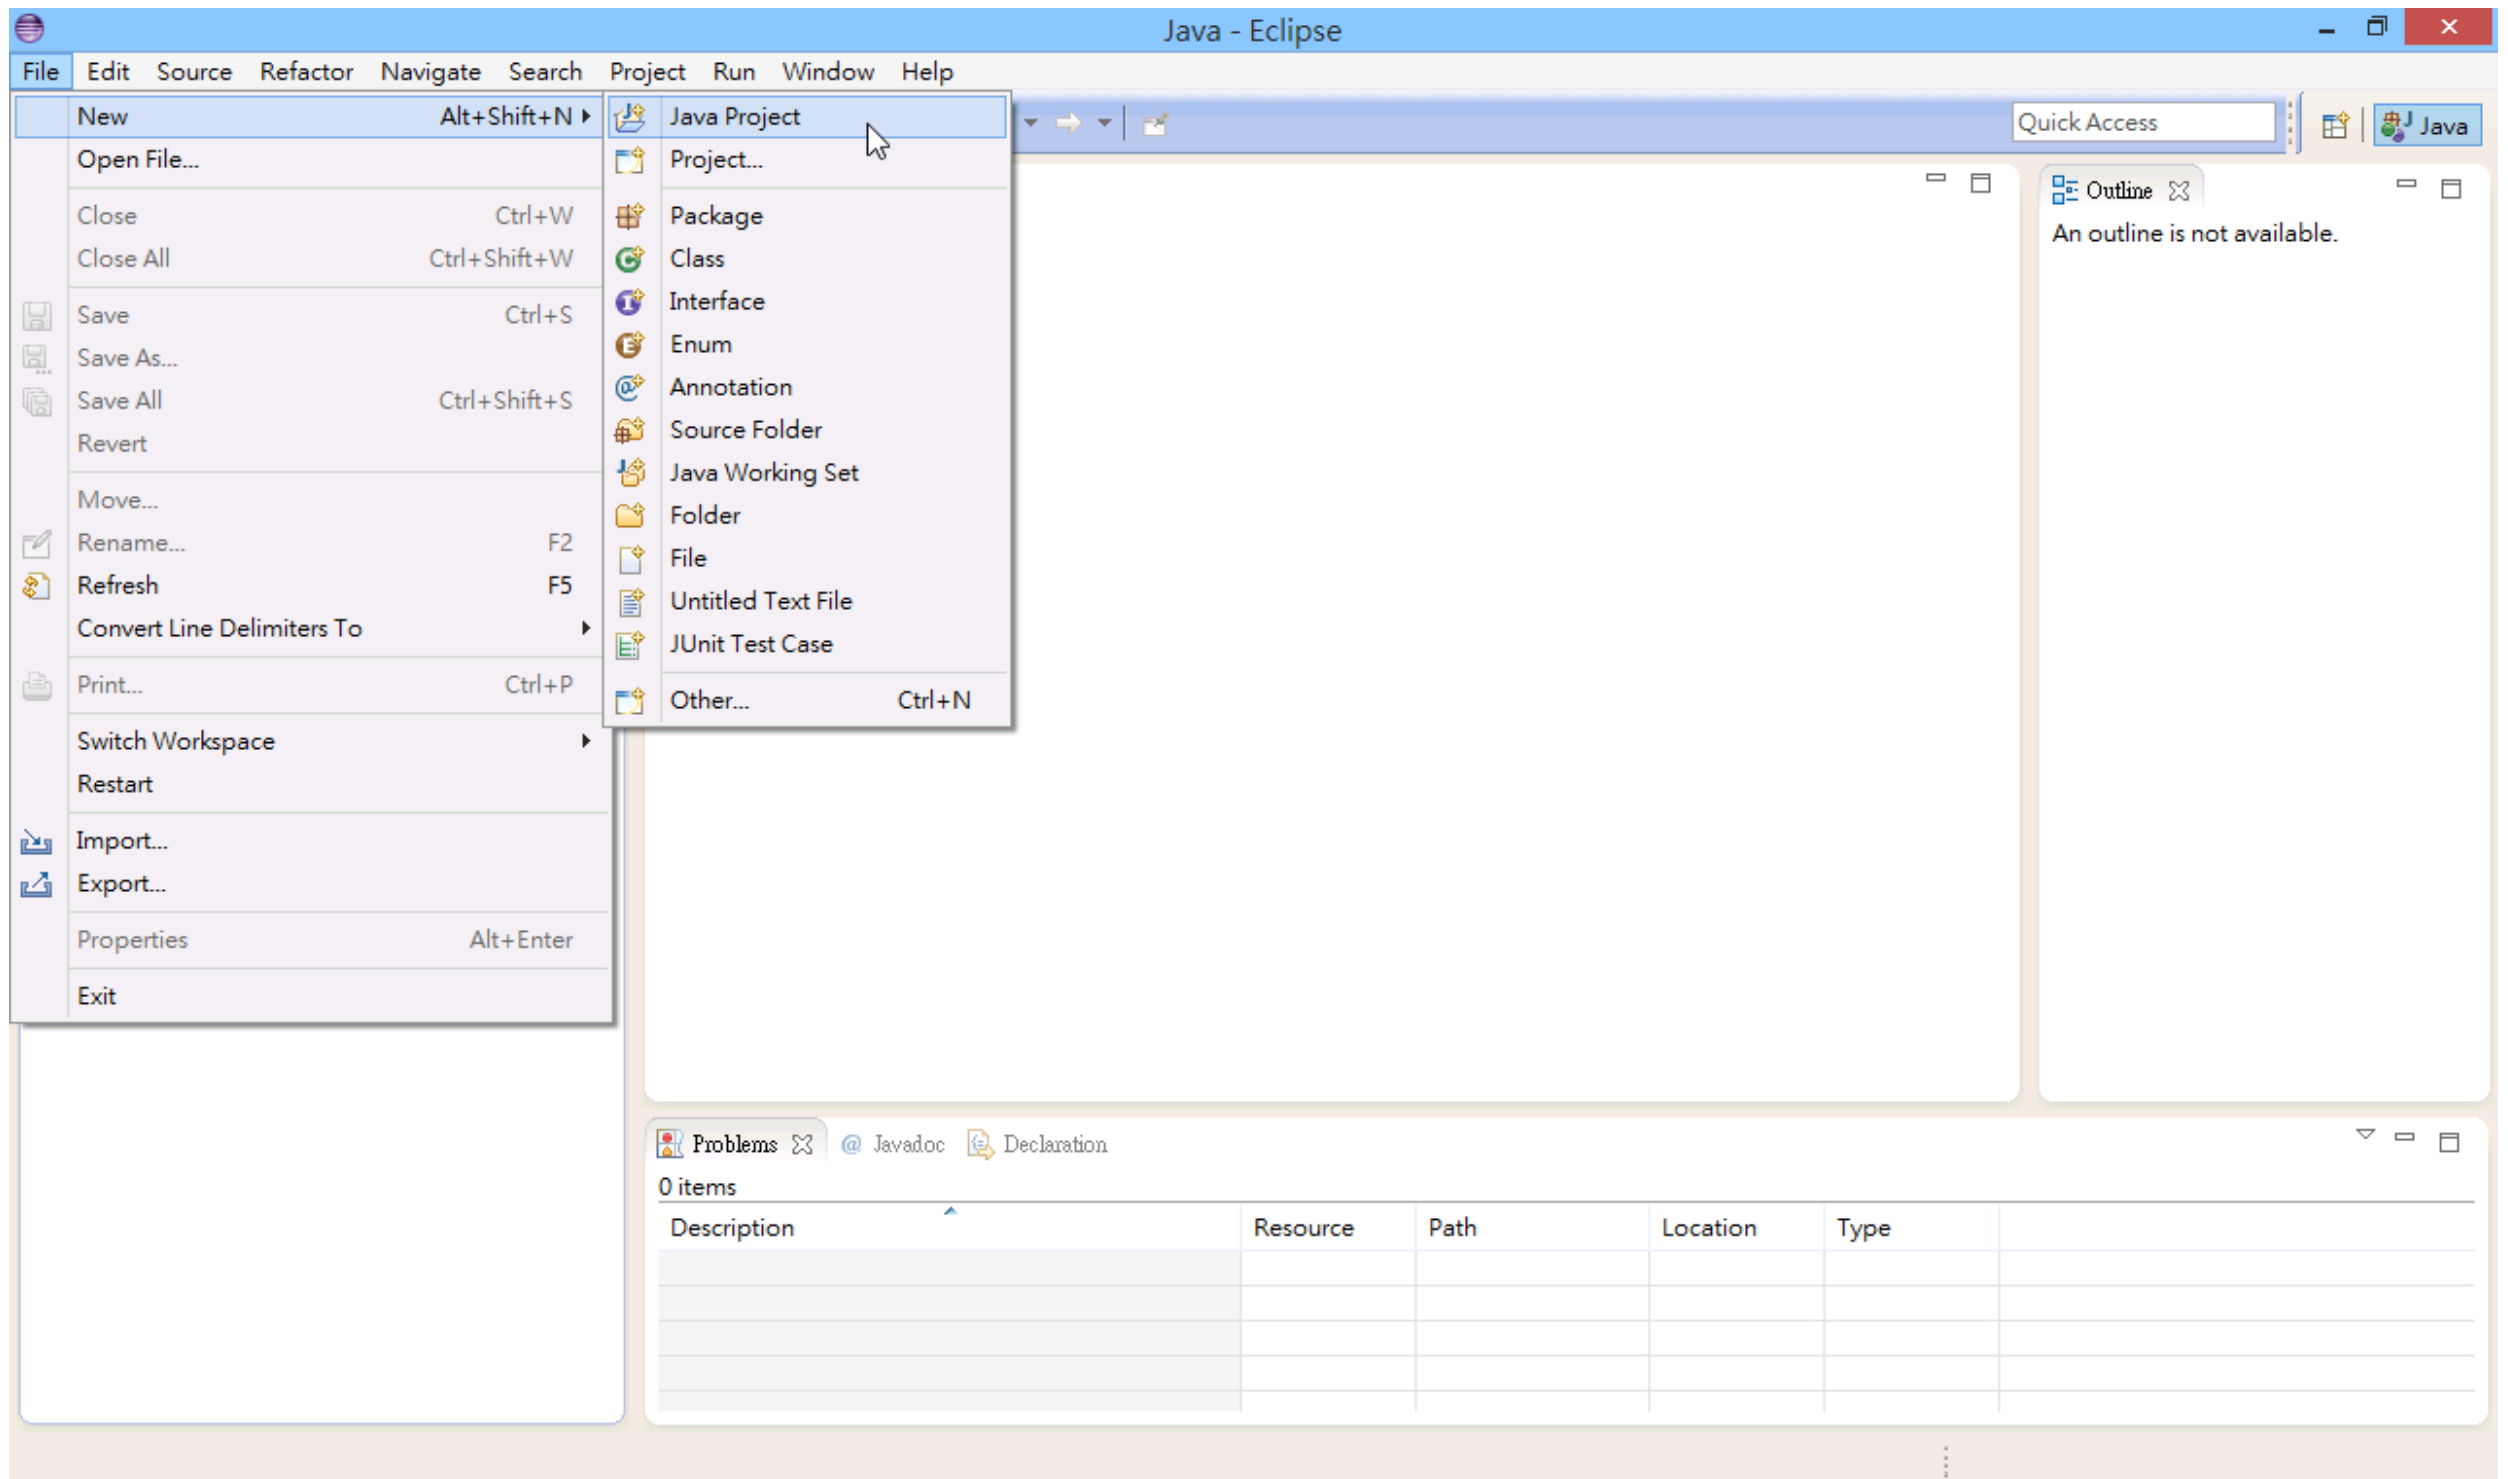 Java - Eclipse
File Edit Source Refactor Navigate Search Project Run Window Help
New Alt+Shift+N
Open File...
Close Ctrl+W
Close All Ctrl+Shift+W
Save Ctrl+S
Save As...
Save All Ctrl+Shift+S
Revert
Move...
Rename... F2
Refresh F5
Convert Line Delimiters To
Print... Ctrl+P
Switch Workspace
Restart
Import...
Export...
Properties Alt+Enter
Exit
Java Project
Project...
Package
Class
Interface
Enum
Annotation
Source Folder
Java Working Set
Folder
File
Untitled Text File
JUnit Test Case
Other... Ctrl+N
Quick Access
Java
Outline
An outline is not available.
Problems @ Javadoc Declaration
0 items
Description Resource Path Location Type